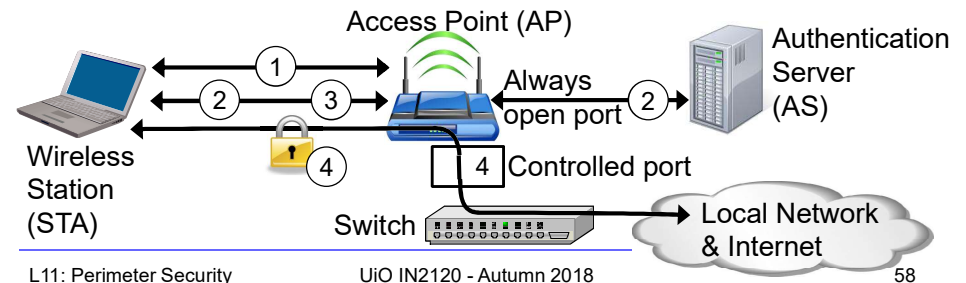 Access Point (AP)
1
2
3
Always
open port
2
Authentication
Server
(AS)
4
Wireless
Station
(STA)
4
Controlled port
Switch
Local Network
& Internet
L11: Perimeter Security
UiO IN2120 - Autumn 2018
58